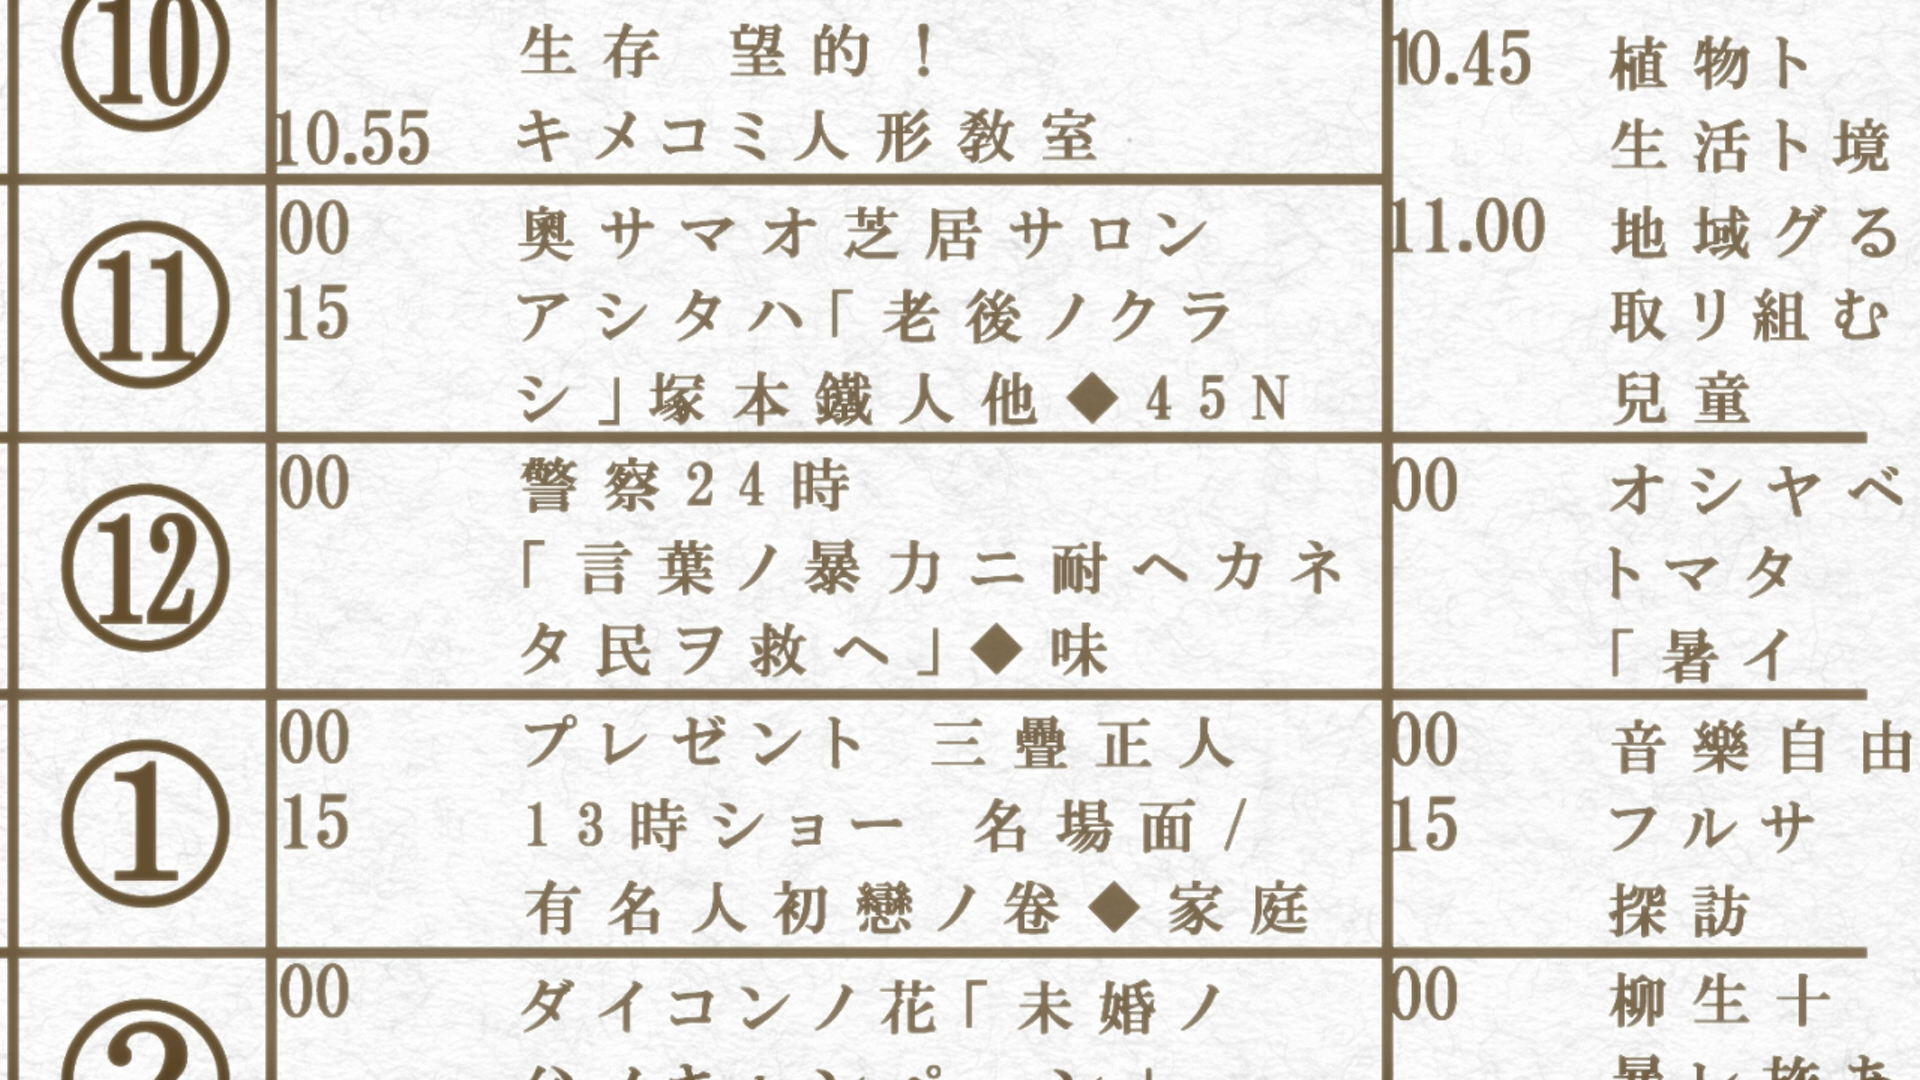 10
生存 望的!
10.55 キメコミ人形教室
11
00 奥サマオ芝居サロン
15 アシタハ「老後ノクラ
シ」塚本鐵人他◆45N
12
00 警察24時
「言葉ノ暴力ニ耐ヘカネ
タ民ヲ救ヘ」◆味
1
00 プレゼント 三疊正人
15 13時ショー 名場面/
有名人初戀ノ卷◆家庭
2
00 ダイコンノ花「未婚ノ
10.45 植物ト
生活ト境
11.00 地域グる
取リ組む
兒童
00 オシヤベ
トマタ
「暑イ
00 音樂自由
15 フルサ
探訪
00 柳生十